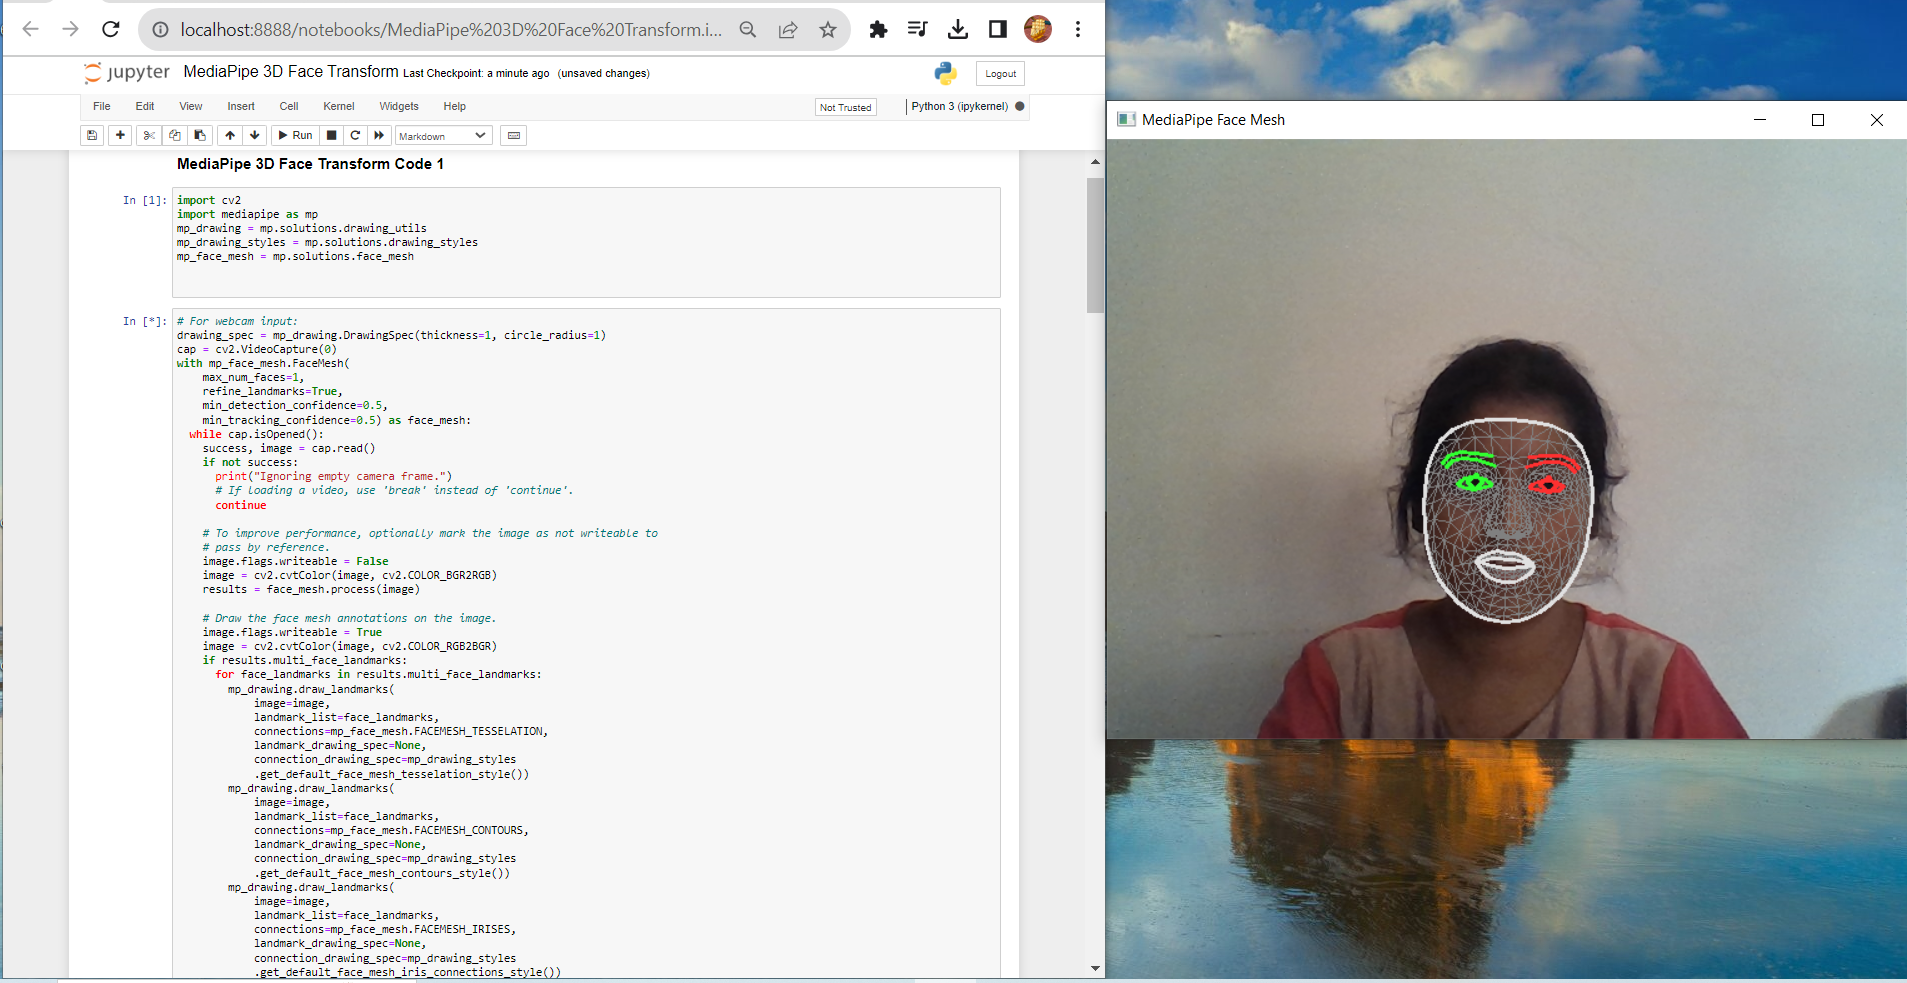 localhost:8888/notebooks/MediaPipe%203D%20Face%20Transform.i...
jupyter MediaPipe 3D Face Transform Last Checkpoint: a minute ago (unsaved changes)
Logout
File Edit View Insert Cell Kernel Widgets Help
Not Trusted
Python 3 (ipykernel)
Run
Markdown
MediaPipe 3D Face Transform Code 1
In [1]:
import cv2
import mediapipe as mp
mp_drawing = mp.solutions.drawing_utils
mp_drawing_styles = mp.solutions.drawing_styles
mp_face_mesh = mp.solutions.face_mesh
In [*]:
# For webcam input:
drawing_spec = mp_drawing.DrawingSpec(thickness=1, circle_radius=1)
cap = cv2.VideoCapture(0)
with mp_face_mesh.FaceMesh(
    max_num_faces=1,
    refine_landmarks=True,
    min_detection_confidence=0.5,
    min_tracking_confidence=0.5) as face_mesh:
  while cap.isOpened():
    success, image = cap.read()
    if not success:
      print("Ignoring empty camera frame.")
      # If loading a video, use 'break' instead of 'continue'.
      continue
    # To improve performance, optionally mark the image as not writeable to
    # pass by reference.
    image.flags.writeable = False
    image = cv2.cvtColor(image, cv2.COLOR_BGR2RGB)
    results = face_mesh.process(image)
    # Draw the face mesh annotations on the image.
    image.flags.writeable = True
    image = cv2.cvtColor(image, cv2.COLOR_RGB2BGR)
    if results.multi_face_landmarks:
      for face_landmarks in results.multi_face_landmarks:
        mp_drawing.draw_landmarks(
            image=image,
            landmark_list=face_landmarks,
            connections=mp_face_mesh.FACEMESH_TESSELATION,
            landmark_drawing_spec=None,
            connection_drawing_spec=mp_drawing_styles
            .get_default_face_mesh_tesselation_style())
        mp_drawing.draw_landmarks(
            image=image,
            landmark_list=face_landmarks,
            connections=mp_face_mesh.FACEMESH_CONTOURS,
            landmark_drawing_spec=None,
            connection_drawing_spec=mp_drawing_styles
            .get_default_face_mesh_contours_style())
        mp_drawing.draw_landmarks(
            image=image,
            landmark_list=face_landmarks,
            connections=mp_face_mesh.FACEMESH_IRISES,
            landmark_drawing_spec=None,
            connection_drawing_spec=mp_drawing_styles
            .get_default_face_mesh_iris_connections_style())
MediaPipe Face Mesh